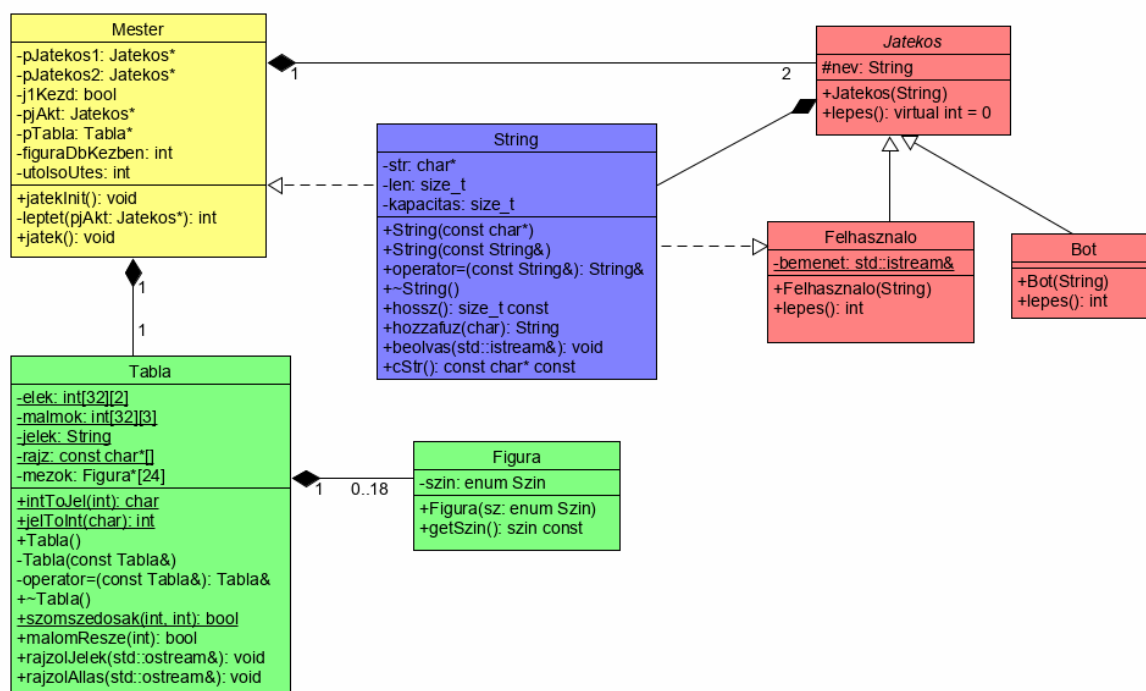 Mester
-pJatekos1: Jatekos*
-pJatekos2: Jatekos*
-j1Kezd: bool
-pjAkt: Jatekos*
-pTabla: Tabla*
-figuraDbKezben: int
-utolsoUtes: int
+jatekInit(): void
-leptet(pjAkt: Jatekos*): int
+jatek(): void
1
2
1
1
Jatekos
#nev: String
+Jatekos(String)
+lepes(): virtual int = 0
String
-str: char*
-len: size_t
-kapacitas: size_t
+String(const char*)
+String(const String&)
+operator=(const String&): String&
+~String()
+hossz(): size_t const
+hozzafuz(char): String
+beolvas(std::istream&): void
+cStr(): const char* const
Felhasznalo
-bemenet: std::istream&
+Felhasznalo(String)
+lepes(): int
Bot
+Bot(String)
+lepes(): int
Tabla
-elek: int[32][2]
-malmok: int[32][3]
-jelek: String
-rajz: const char*[]
-mezok: Figura*[24]
+intToJel(int): char
+jelToInt(char): int
+Tabla()
-Tabla(const Tabla&)
-operator=(const Tabla&): Tabla&
+~Tabla()
+szomszedosak(int, int): bool
+malomResze(int): bool
+rajzolJelek(std::ostream&): void
+rajzolAllas(std::ostream&): void
1
0..18
Figura
-szin: enum Szin
+Figura(sz: enum Szin)
+getSzin(): szin const